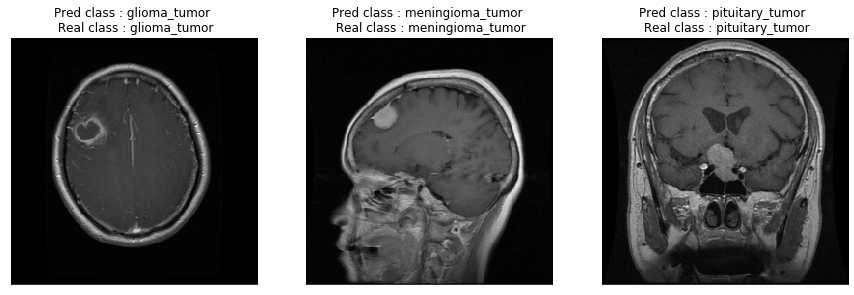 Pred class : glioma_tumor
Real class : glioma_tumor
Pred class : meningioma_tumor
Real class : meningioma_tumor
Pred class : pituitary_tumor
Real class : pituitary_tumor